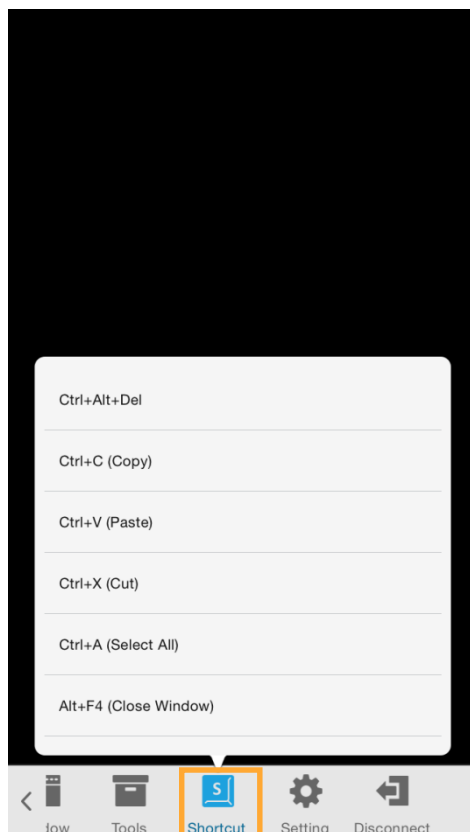 Ctrl+Alt+Del
Ctrl+C (Copy)
Ctrl+V (Paste)
Ctrl+X (Cut)
Ctrl+A (Select All)
Alt+F4 (Close Window)
S
Tools Shortcut Setting Disconnect